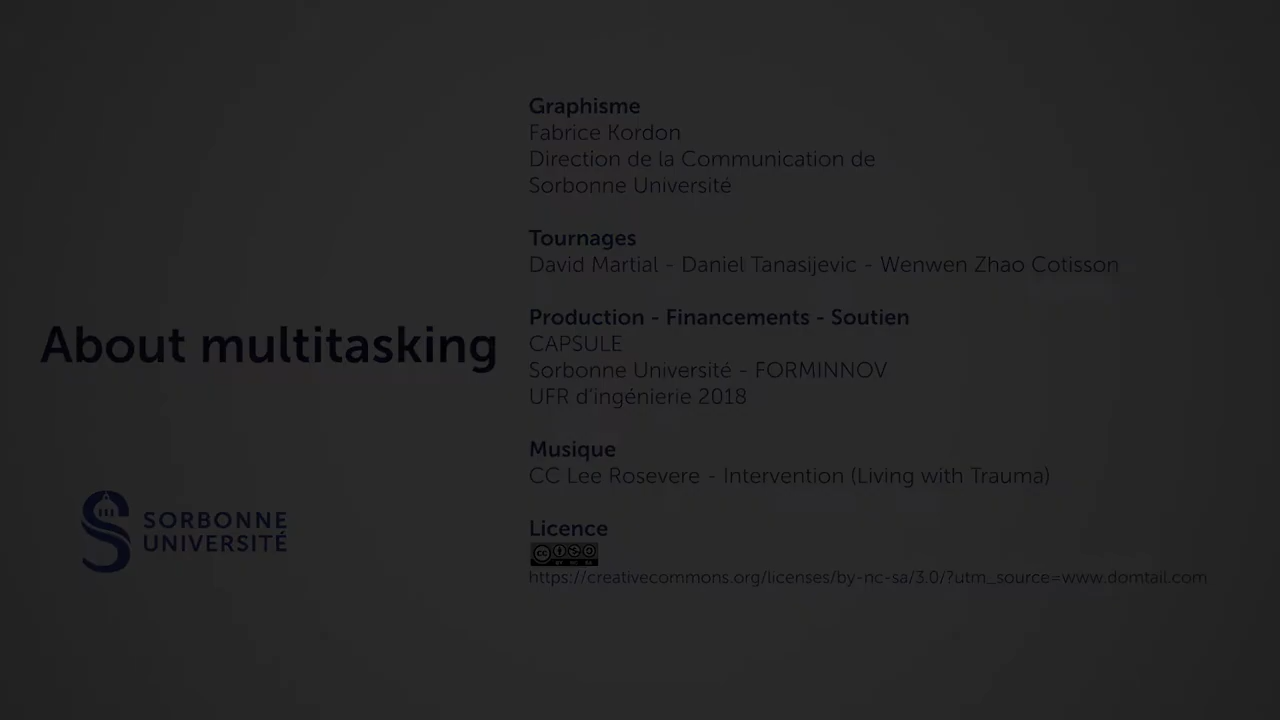 About multitasking
SORBONNE
UNIVERSITÉ
Graphisme
Fabrice Kordon
Direction de la Communication de
Sorbonne Université
Tournages
David Martial - Daniel Tanasijevic - Wenwen Zhao Cotisson
Production - Financements - Soutien
CAPSULE
Sorbonne Université - FORMINNOV
UFR d'ingénierie 2018
Musique
CC Lee Rosevere - Intervention (Living with Trauma)
Licence
https://creativecommons.org/licenses/by-nc-sa/3.0/?utm_source=www.domtail.com